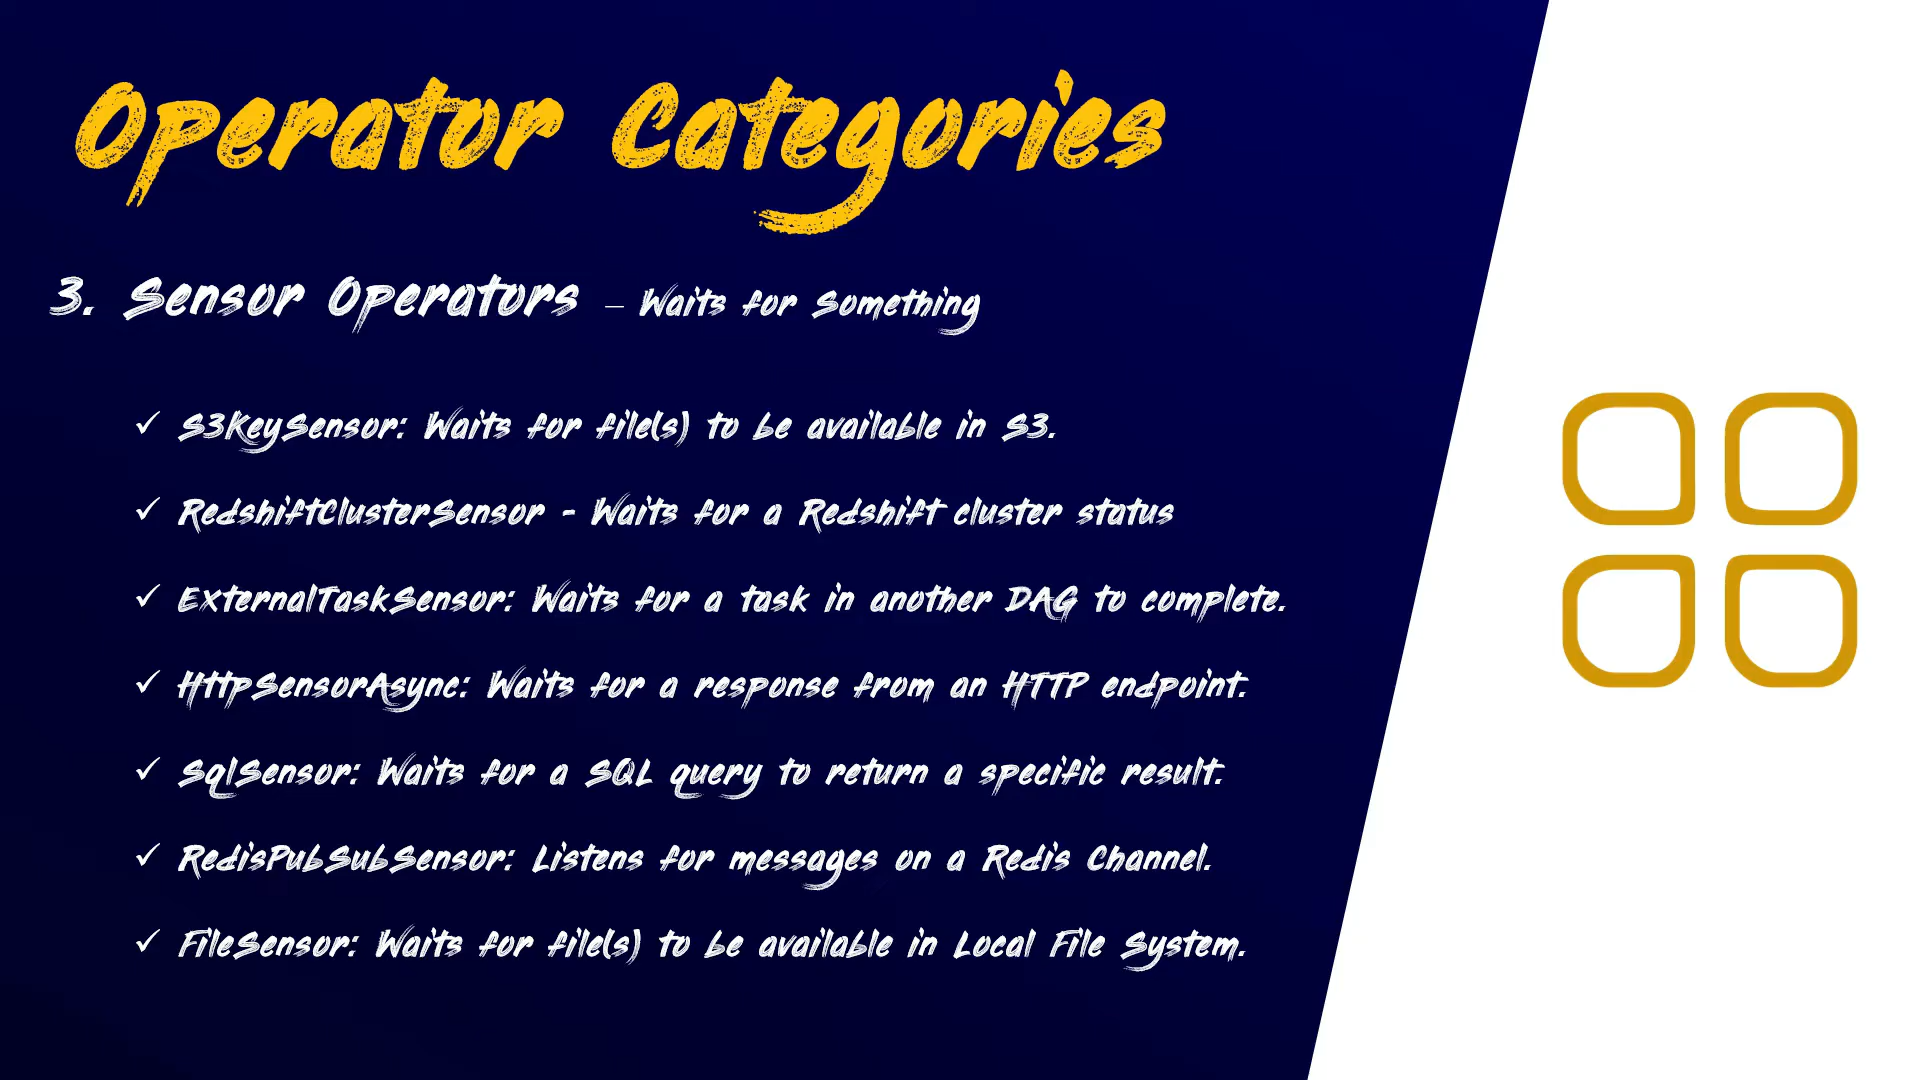 Operator Categories
3. Sensor Operators – Waits for Something
✓ S3KeySensor: Waits for file(s) to be available in S3.
✓ RedshiftClusterSensor - Waits for a Redshift cluster status
✓ ExternalTaskSensor: Waits for a task in another DAG to complete.
✓ HttpSensorAsync: Waits for a response from an HTTP endpoint.
✓ SqlSensor: Waits for a SQL query to return a specific result.
✓ RedisPubSubSensor: Listens for messages on a Redis Channel.
✓ FileSensor: Waits for file(s) to be available in Local File System.